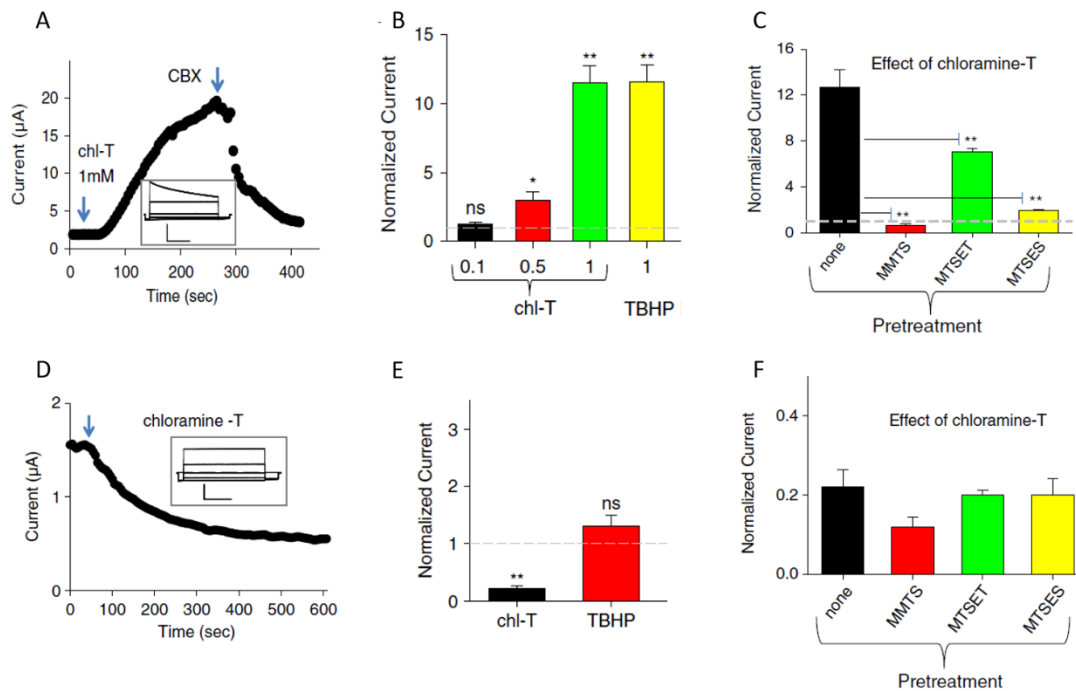 A
Current (µA)
20
15
10
5
0
chl-T
1mM
CBX
0 100 200 300 400
Time (sec)
B
Normalized Current
15
10
5
0
ns
*
**
**
0.1 0.5 1 1
chl-T TBHP
C
Normalized Current
16
12
8
4
0
Effect of chloramine-T
**
**
**
none MMTS MTSET MTSES
Pretreatment
D
Current (µA)
2
1
0
chloramine -T
0 100 200 300 400 500 600
Time (sec)
E
Normalized Current
3
2
1
0
**
ns
chl-T TBHP
F
Normalized Current
0.4
0.2
0.0
Effect of chloramine-T
none MMTS MTSET MTSES
Pretreatment